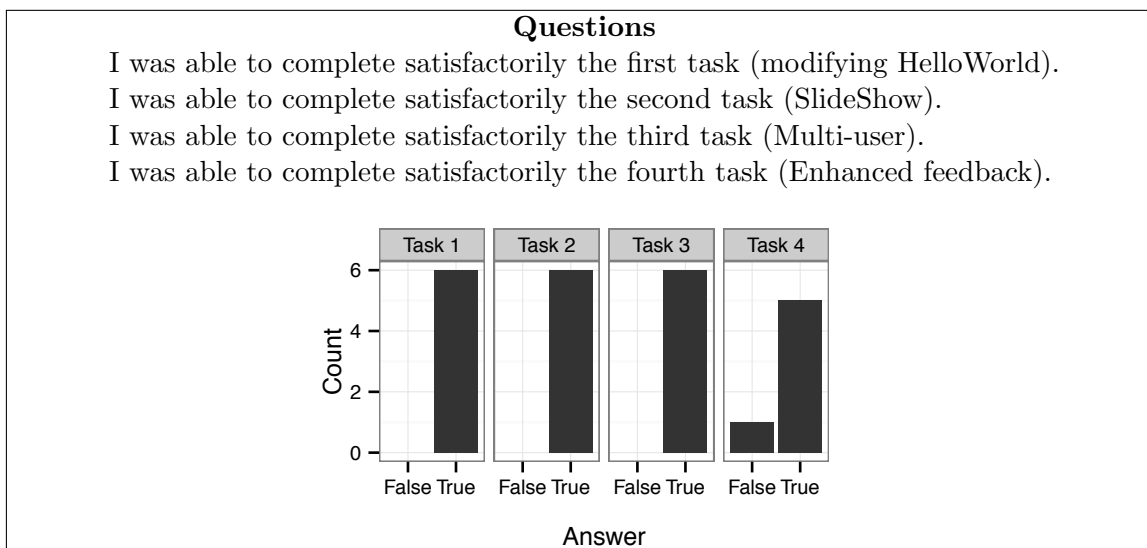 Questions
I was able to complete satisfactorily the first task (modifying HelloWorld).
I was able to complete satisfactorily the second task (SlideShow).
I was able to complete satisfactorily the third task (Multi-user).
I was able to complete satisfactorily the fourth task (Enhanced feedback).
Task 1 Task 2 Task 3 Task 4
6
4
2
0
Count
False True False True False True False True
Answer